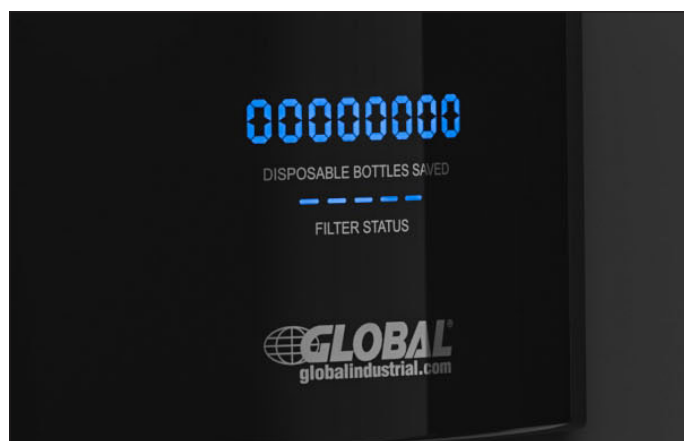 00000000
DISPOSABLE BOTTLES SAVED
FILTER STATUS
GLOBAL®
globalindustrial.com